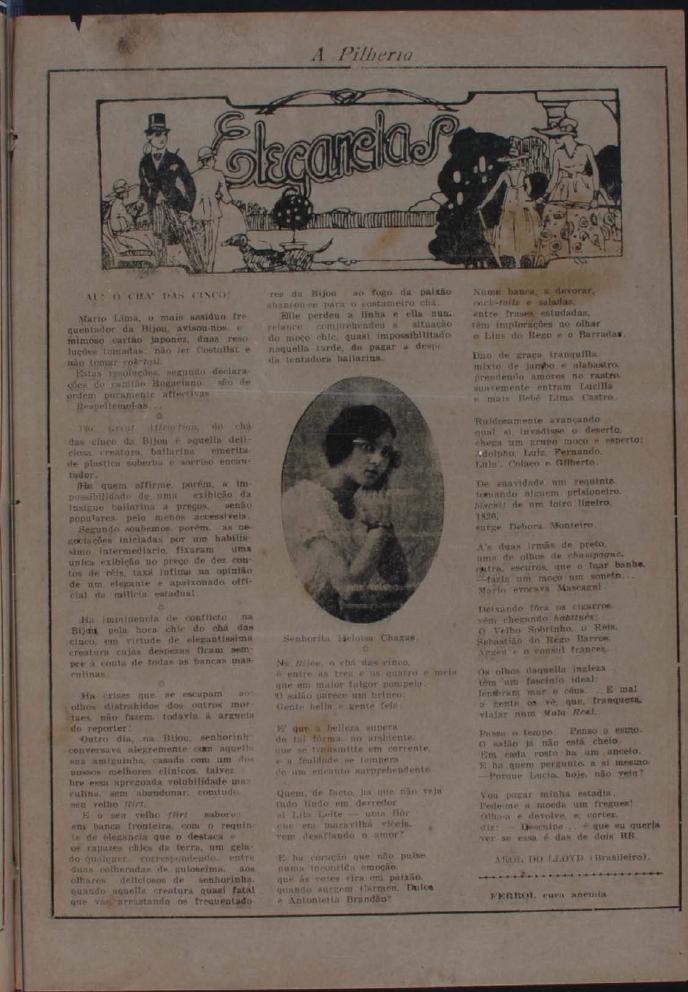 A Pilheria
Elegancias
AU! O CHA' DAS CINCO!
Mario Lima, o mais assiduo fre
quentador da Bijou, avisou-nos, e
mimoso cartão japonez, duas reso
luções tomadas: não ler Costallat e
não tomar cok-tail.
Estas resoluções, segundo declara-
ções do ramião Bogaciano, são de
ordem puramente affectivas
Respeitemol-as...
The Great Attraction, do chá
das cinco da Bijou é aquella deli-
ciosa creatura, bailarina emerita
de plastica soberba e sorriso encan-
tador.
Ha quem affirme, porém, a im-
possibilidade de uma exibição da
insigne bailarina a preços, senão
populares, pelo menos accessiveis.
Segundo soubemos, porém, as ne-
gociações iniciadas por um habilis-
simo intermediario, fixaram uma
unica exibição no preço de dez con-
tos de réis, taxa infima na opinião
de um elegante e apaixonado offi-
cial da milicia estadual.
Ha imminencia de conflicto na
Bijou, pela hora chic do chá das
cinco, em virtude de elegantissima
creatura cujas despezas ficam sem-
pre á conta de todas as bancas mas-
culinas.
Ha crises que se escapam aos
olhos distrahidos dos outros mor-
taes, não fazem, todavia á argucia
do reporter!
Outro dia, na Bijou, senhorinh
conversava alegremente com aquella
sua amiguinha, casada com um dos
nossos melhores clinicos, talvez
bre essa apregoada volubilidade mas
culina, sem abandonar, comtudo,
seu velho flirt.
E o seu velho flirt saboreo
em banca fronteira, com o requin-
te de elegancia que o destaca e
os rapazes chics da terra, um gela-
do qualquer, correspondendo, entre
duas colheradas de guloseima, aos
olhares deliciosos de senhorinha,
quando aquella creatura quasi fatal
que vae arrastando os frequentado-
res da Bijou ao fogo da paixão
abancou-se para o costumeiro chá.
Elle perdeu a linha e ella num
relance comprehendeu a situação
do moço chic, quasi impossibilitado
naquella tarde, de pagar a despe.
da tentadora bailarina.
Senhorita Heloisa Chagas
Na Bijou, o chá das cinco,
é entre as tres e as quatro e meia
que em maior fulgor pompeia.
O salão parece um brinco:
Gente bella e gente feia
E' que a belleza supera
de tal fórma, no ambiente,
que se transmitte em corrente,
e a fealdade se tempera
de um encanto surprehendente.
Quem, de facto, ha que não veja
tudo lindo em derredor
si Lila Leite — uma flôr
que em maravilha viceja,
vem desafiando o amor?
E ha coração que não pulse
numa incontida emoção,
que ás vezes vira em paixão,
quando surgem Carmen, Dulce
e Antonietta Brandão?
Numa banca, a devorar,
cock-tails e saladas,
entre frases estudadas,
têm implorações no olhar
o Lins do Rego e o Barradas.
Duo de graça tranquilla,
mixto de jambo e alabastro,
prendendo amores no rastro,
suavemente entram Lucilla
e mais Bebê Lima Castro.
Ruidosamente avançando
qual si invadisse o deserto,
chega um grupo moço e esperto:
Adolpho, Luiz, Fernando,
Lulu', Colaço e Gilberto.
De suavidade um requinte,
tomando alguem prisioneiro,
biscuit de um loiro ligeiro,
1830,
surge Debora Monteiro.
A's duas irmãs de preto,
uma de olhos de champagne,
outra, escuros, que o luar banhe,
—fazia um moço um soneto...
Mario evocava Mascagni
Deixando fóra os cigarros,
vêm chegando habitués:
O Velho Sobrinho, o Reis,
Sebastião do Rego Barros,
Argeu e o consul francez.
Os olhos daquella ingleza
têm um fascinio ideal:
lembram mar e céus... E mal
a gente os vê, que, franqueza,
viajar num Mala Real.
Passa o tempo Passa a esmo.
O salão já não está cheio.
Em cada rosto ha um anceio.
E ha quem pergunte, a si mesmo.
—Porque Lucia, hoje, não veiu?
Vou pagar minha estadia.
Pede-me a moeda um freguez!
Olha-a e devolve, e, cortez,
diz: — Desculpe... é que eu queria
ver se essa é das de dois RR.
AROL DO LLOYD (Brasileiro).
FERROL cura anemia